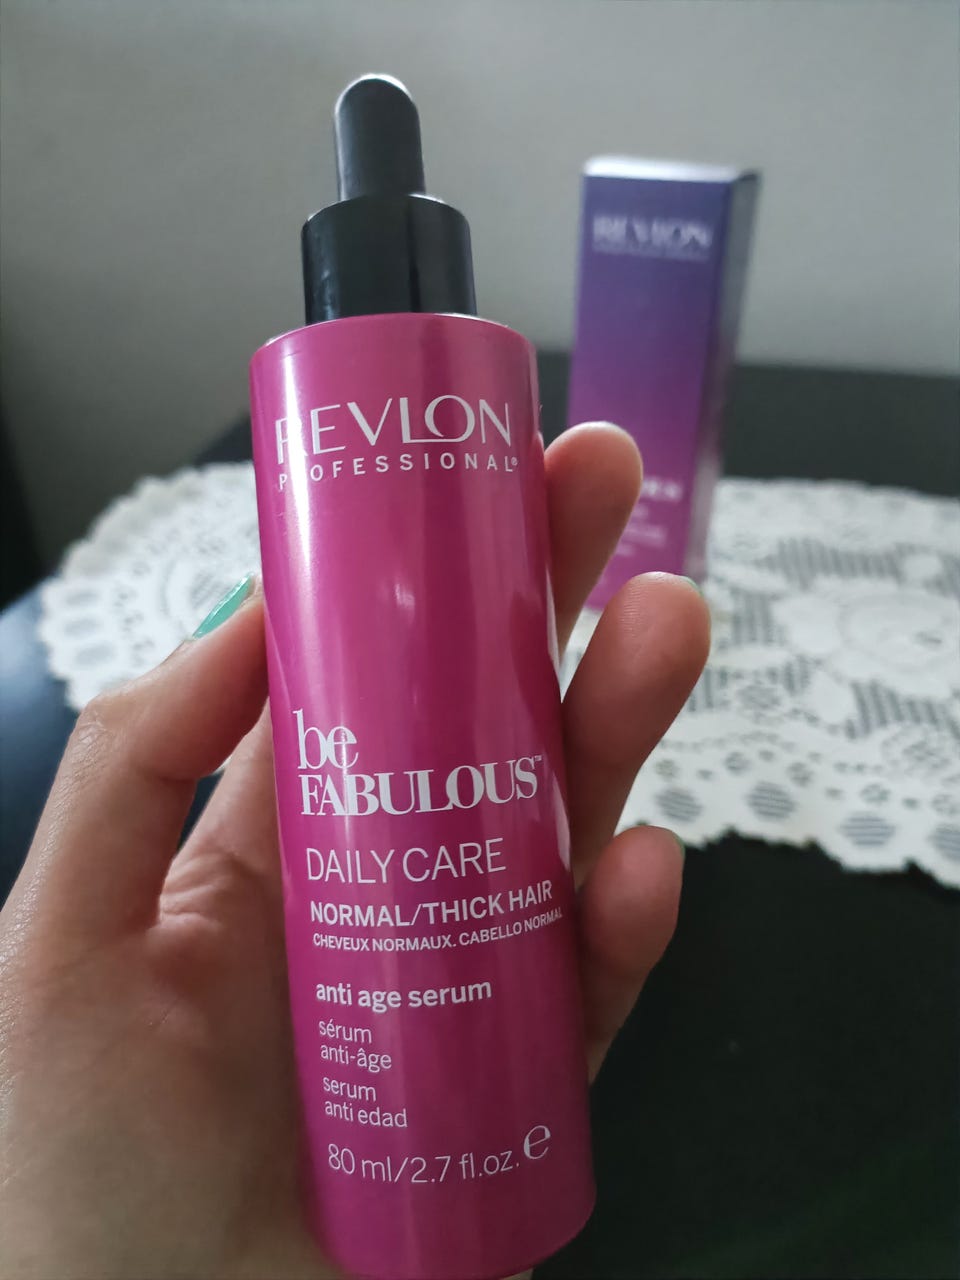 REVLON
PROFESSIONAL®
be
FABULOUS™
DAILY CARE
NORMAL/THICK HAIR
CHEVEUX NORMAUX. CABELLO NORMAL
anti age serum
sérum
anti-âge
serum
anti edad
80 ml/2.7 fl.oz. e
REVLON